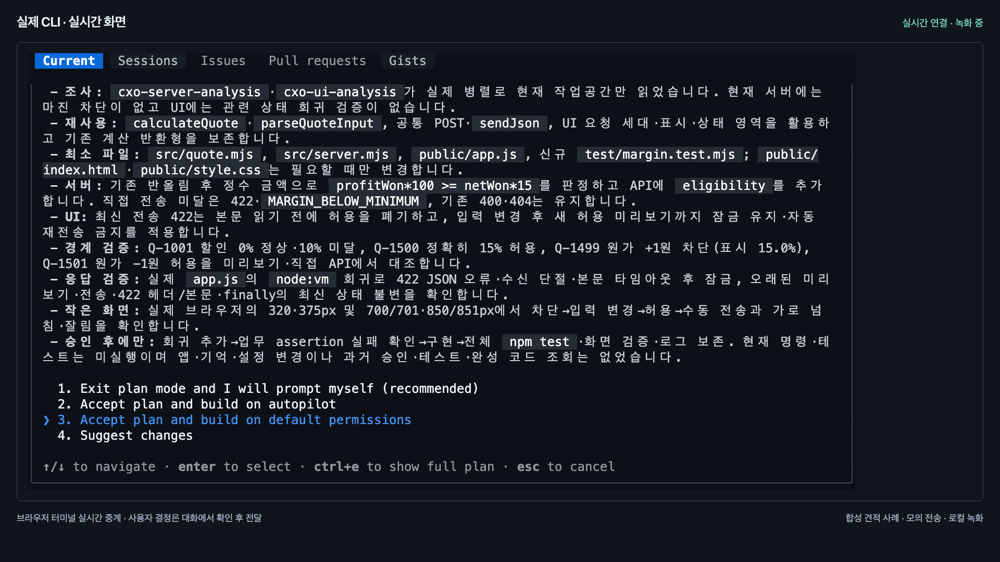 실제 CLI · 실시간 화면
실시간 연결 · 녹화 중
Current Sessions Issues Pull requests Gists
- 조사: cxo-server-analysis · cxo-ui-analysis 가 실제 병렬로 현재 작업공간만 읽었습니다. 현재 서버에는
마진 차단이 없고 UI에는 관련 상태 회귀 검증이 없습니다.
- 재사용: calculateQuote · parseQuoteInput , 공통 POST· sendJson , UI 요청 세대·표시·상태 영역을 활용하
고 기존 계산 반환형을 보존합니다.
- 최소 파일: src/quote.mjs , src/server.mjs , public/app.js , 신규 test/margin.test.mjs ; public/
index.html · public/style.css 는 필요할 때만 변경합니다.
- 서버: 기존 반올림 후 정수 금액으로 profitWon*100 >= netWon*15 를 판정하고 API에 eligibility 를 추가
합니다. 직접 전송 미달은 422· MARGIN_BELOW_MINIMUM , 기존 400·404는 유지합니다.
- UI: 최신 전송 422는 본문 읽기 전에 허용을 폐기하고, 입력 변경 후 새 허용 미리보기까지 잠금 유지·자동
재전송 금지를 적용합니다.
- 경계 검증: Q-1001 할인 0% 정상·10% 미달, Q-1500 정확히 15% 허용, Q-1499 원가 +1원 차단(표시 15.0%),
Q-1501 원가 -1원 허용을 미리보기·직접 API에서 대조합니다.
- 응답 검증: 실제 app.js 의 node:vm 회귀로 422 JSON 오류·수신 단절·본문 타임아웃 후 잠금, 오래된 미리
보기·전송·422 헤더/본문·finally의 최신 상태 불변을 확인합니다.
- 작은 화면: 실제 브라우저의 320·375px 및 700/701·850/851px에서 차단→입력 변경→허용→수동 전송과 가로 넘
침·잘림을 확인합니다.
- 승인 후에만: 회귀 추가→업무 assertion 실패 확인→구현→전체 npm test ·화면 검증·로그 보존. 현재 명령·테
스트는 미실행이며 앱·기억·설정 변경이나 과거 승인·테스트·완성 코드 조회는 없었습니다.
1. Exit plan mode and I will prompt myself (recommended)
2. Accept plan and build on autopilot
❯ 3. Accept plan and build on default permissions
4. Suggest changes
↑/↓ to navigate · enter to select · ctrl+e to show full plan · esc to cancel
브라우저 터미널 실시간 중계 · 사용자 결정은 대화에서 확인 후 전달
합성 견적 사례 · 모의 전송 · 로컬 녹화